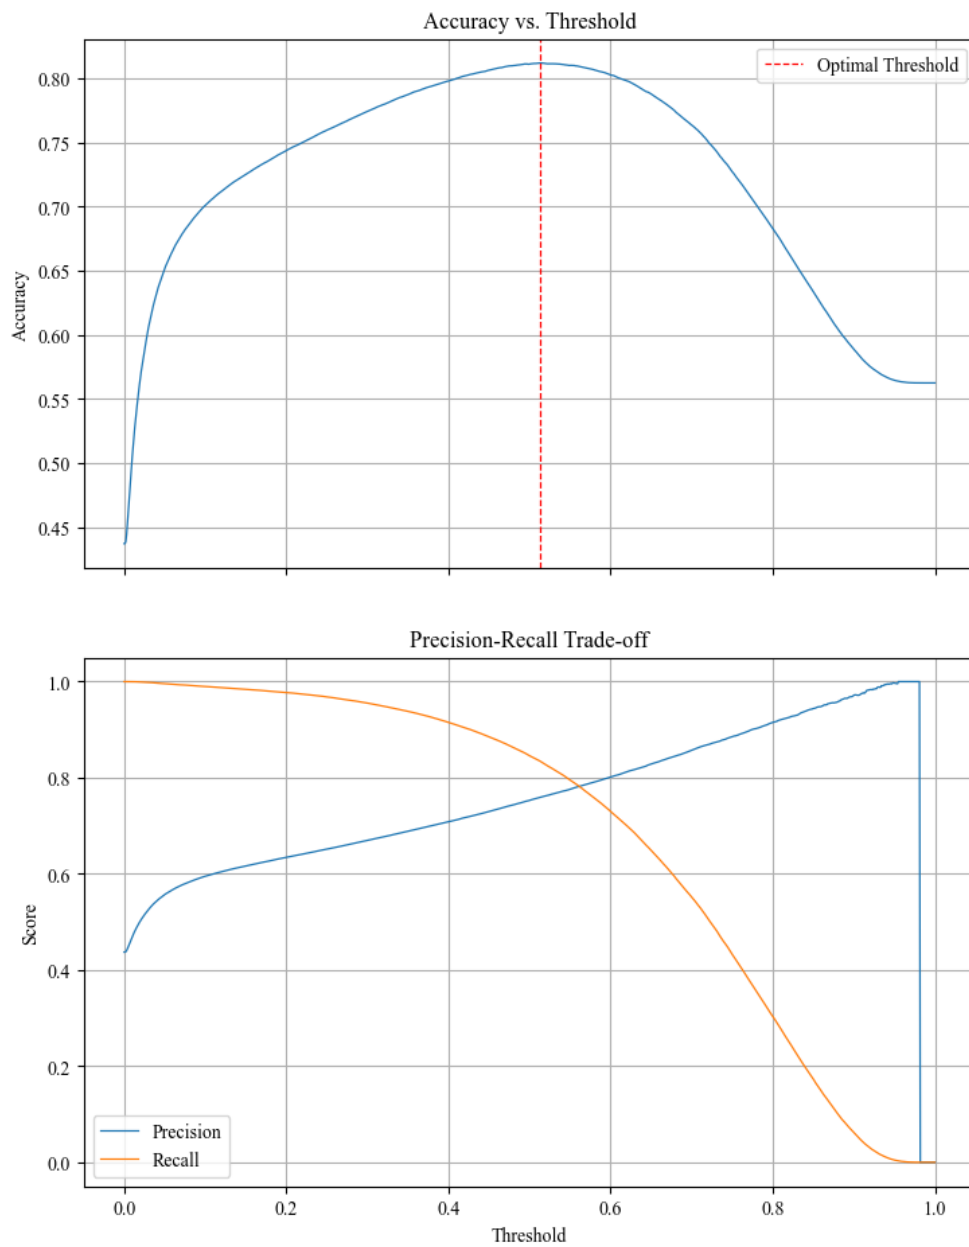 Accuracy vs. Threshold
Optimal Threshold
Accuracy
0.80
0.75
0.70
0.65
0.60
0.55
0.50
0.45
Precision-Recall Trade-off
Score
1.0
0.8
0.6
0.4
0.2
0.0
Precision
Recall
0.0 0.2 0.4 0.6 0.8 1.0
Threshold